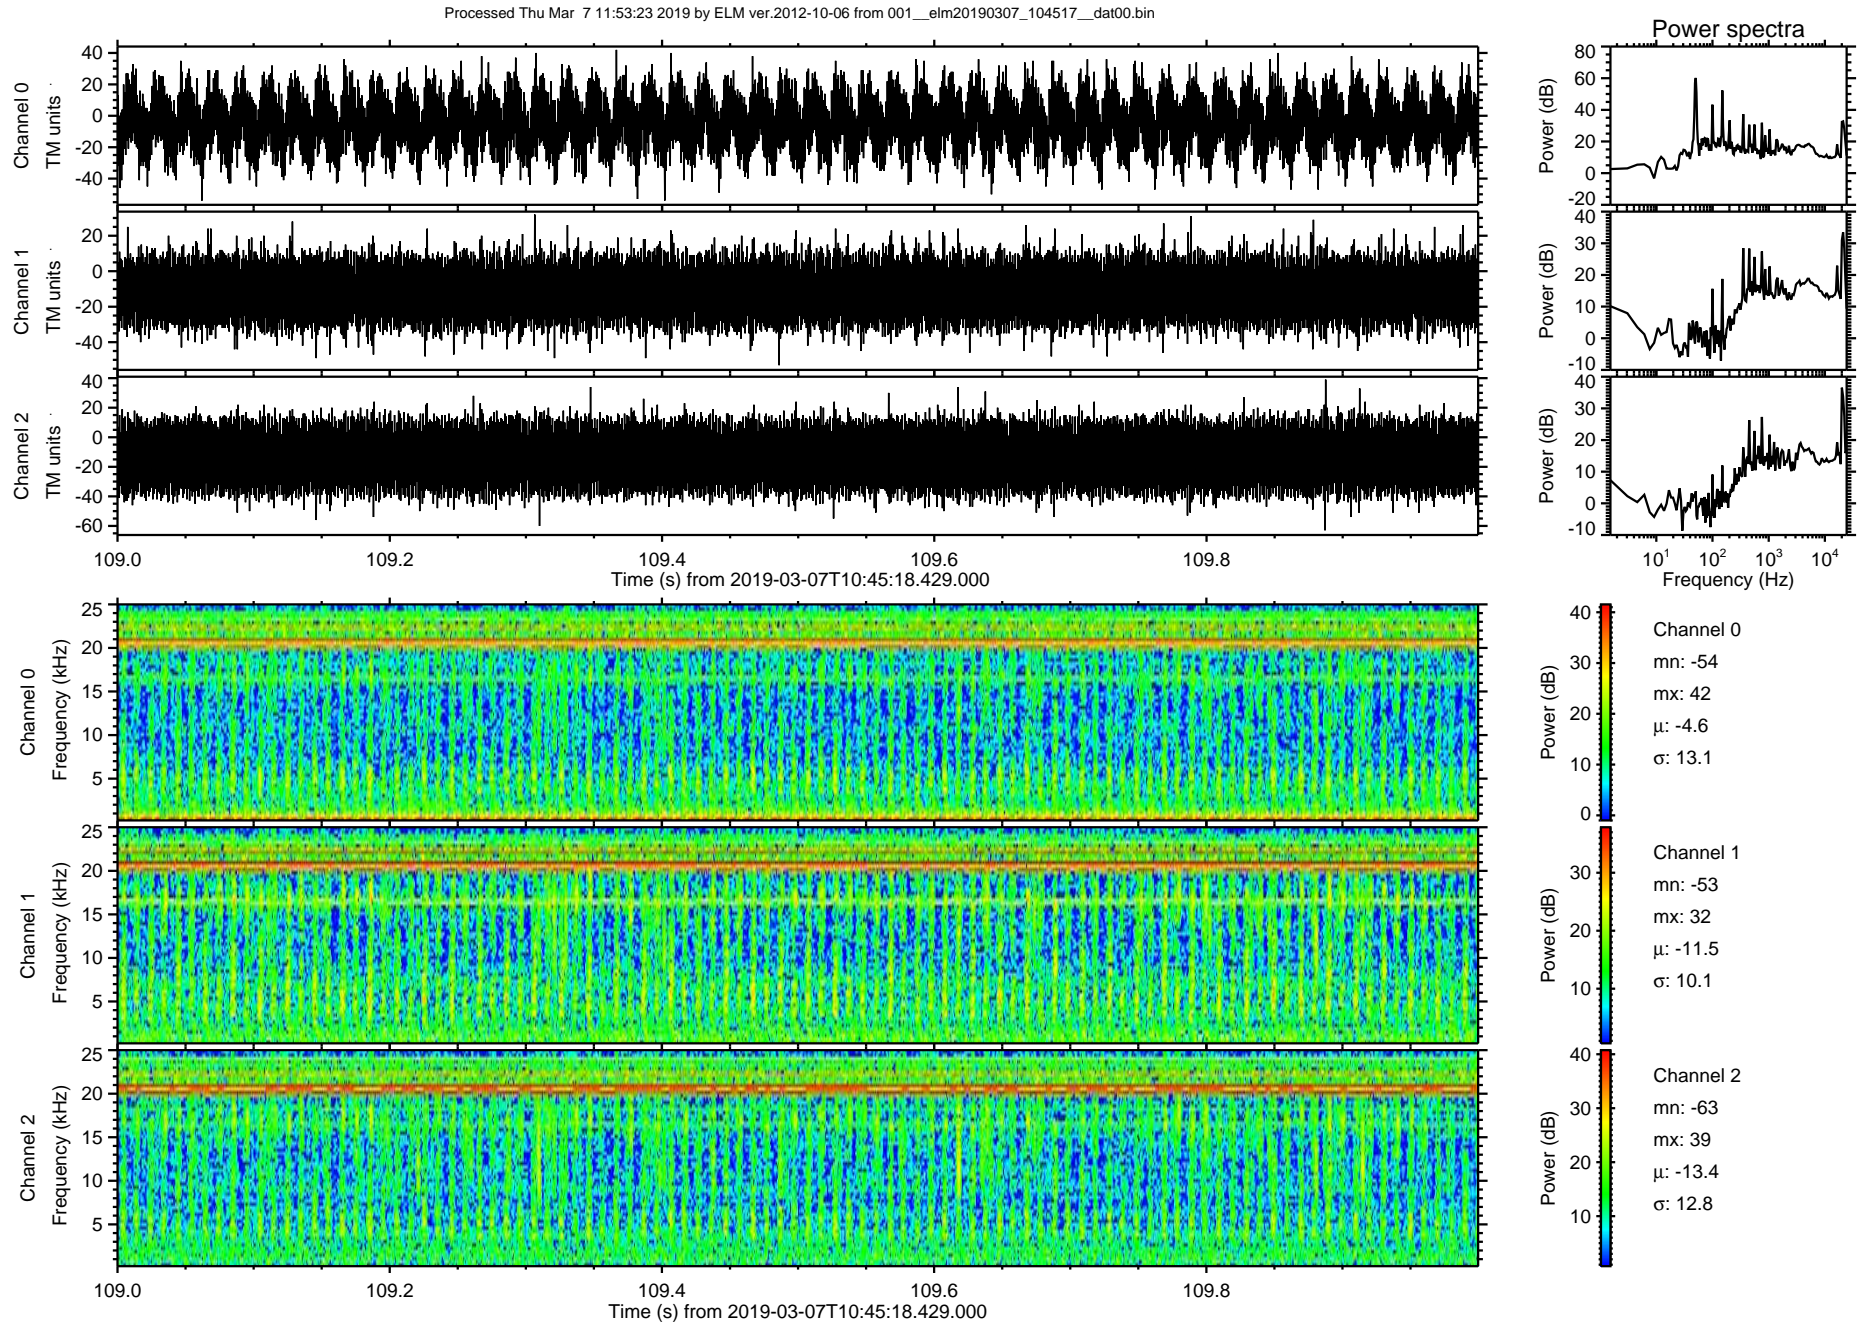 Processed Thu Mar  7 11:53:23 2019 by ELM ver.2012-10-06 from 001__elm20190307_104517__dat00.bin
Power spectra
Channel 0
TM units
40
20
0
-20
-40
Power (dB)
80
60
40
20
0
-20
Channel 1
TM units
20
0
-20
-40
Power (dB)
40
30
20
10
0
-10
Channel 2
TM units
40
20
0
-20
-40
-60
Power (dB)
40
30
20
10
0
-10
109.0 109.2 109.4 109.6 109.8
Time (s) from 2019-03-07T10:45:18.429.000
10^1 10^2 10^3 10^4
Frequency (Hz)
Channel 0
Frequency (kHz)
25
20
15
10
5
Power (dB)
40
30
20
10
0
Channel 0
mn: -54
mx: 42
μ: -4.6
σ: 13.1
Channel 1
Frequency (kHz)
25
20
15
10
5
Power (dB)
30
20
10
Channel 1
mn: -53
mx: 32
μ: -11.5
σ: 10.1
Channel 2
Frequency (kHz)
25
20
15
10
5
Power (dB)
40
30
20
10
Channel 2
mn: -63
mx: 39
μ: -13.4
σ: 12.8
109.0 109.2 109.4 109.6 109.8
Time (s) from 2019-03-07T10:45:18.429.000